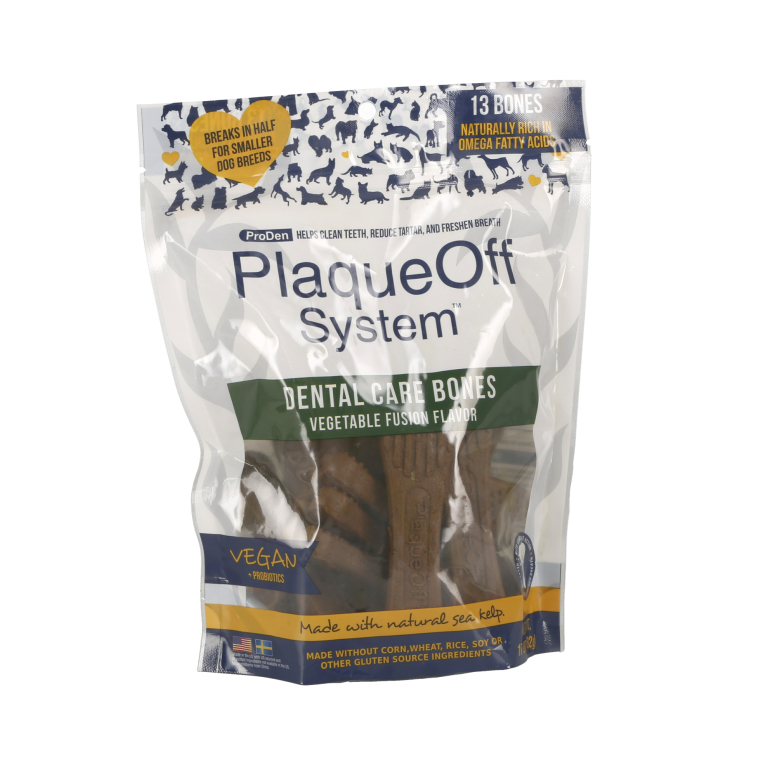 BREAKS IN HALF
FOR SMALLER
DOG BREEDS
13 BONES
NATURALLY RICH IN
OMEGA FATTY ACIDS
ProDen HELPS CLEAN TEETH, REDUCE TARTAR, AND FRESHEN BREATH
PlaqueOff
System™
DENTAL CARE BONES
VEGETABLE FUSION FLAVOR
VEGAN
+ PROBIOTICS
Made with natural sea kelp.
MADE WITHOUT CORN,WHEAT, RICE, SOY OR
OTHER GLUTEN SOURCE INGREDIENTS